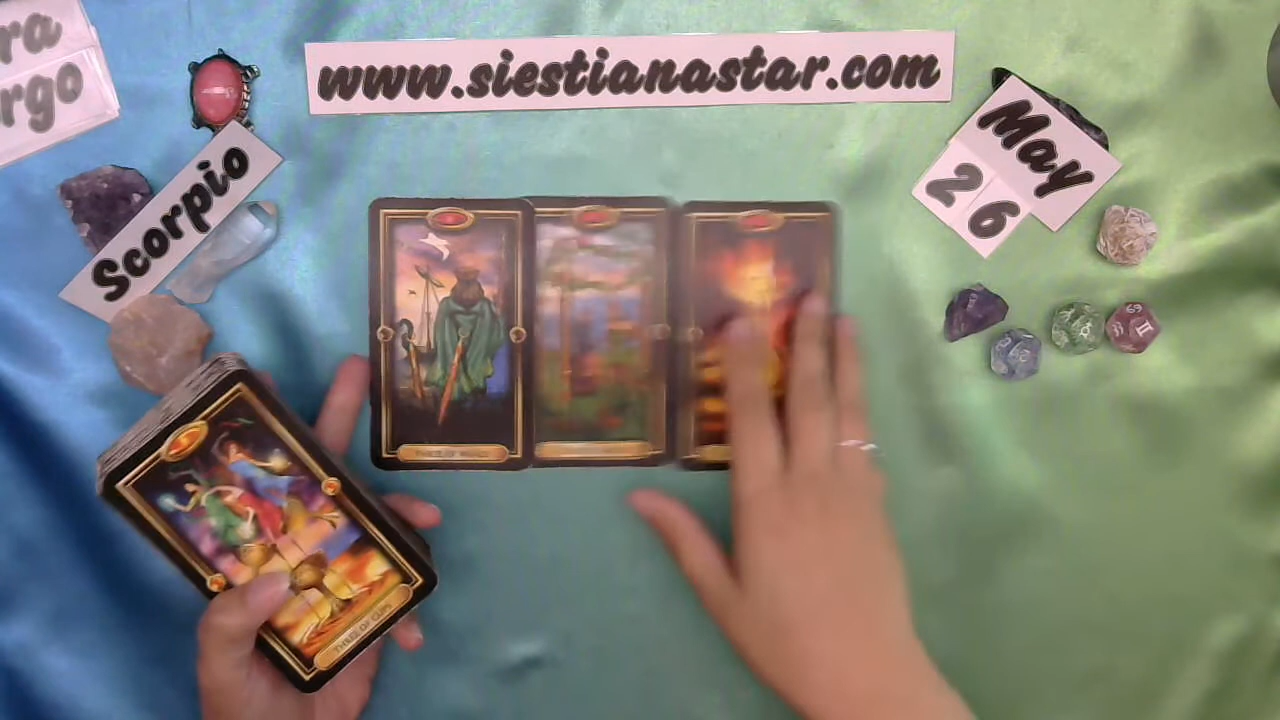 ra
rgo
www.siestianastar.com
Scorpio
May
26
THREE OF WANDS
THREE OF CUPS